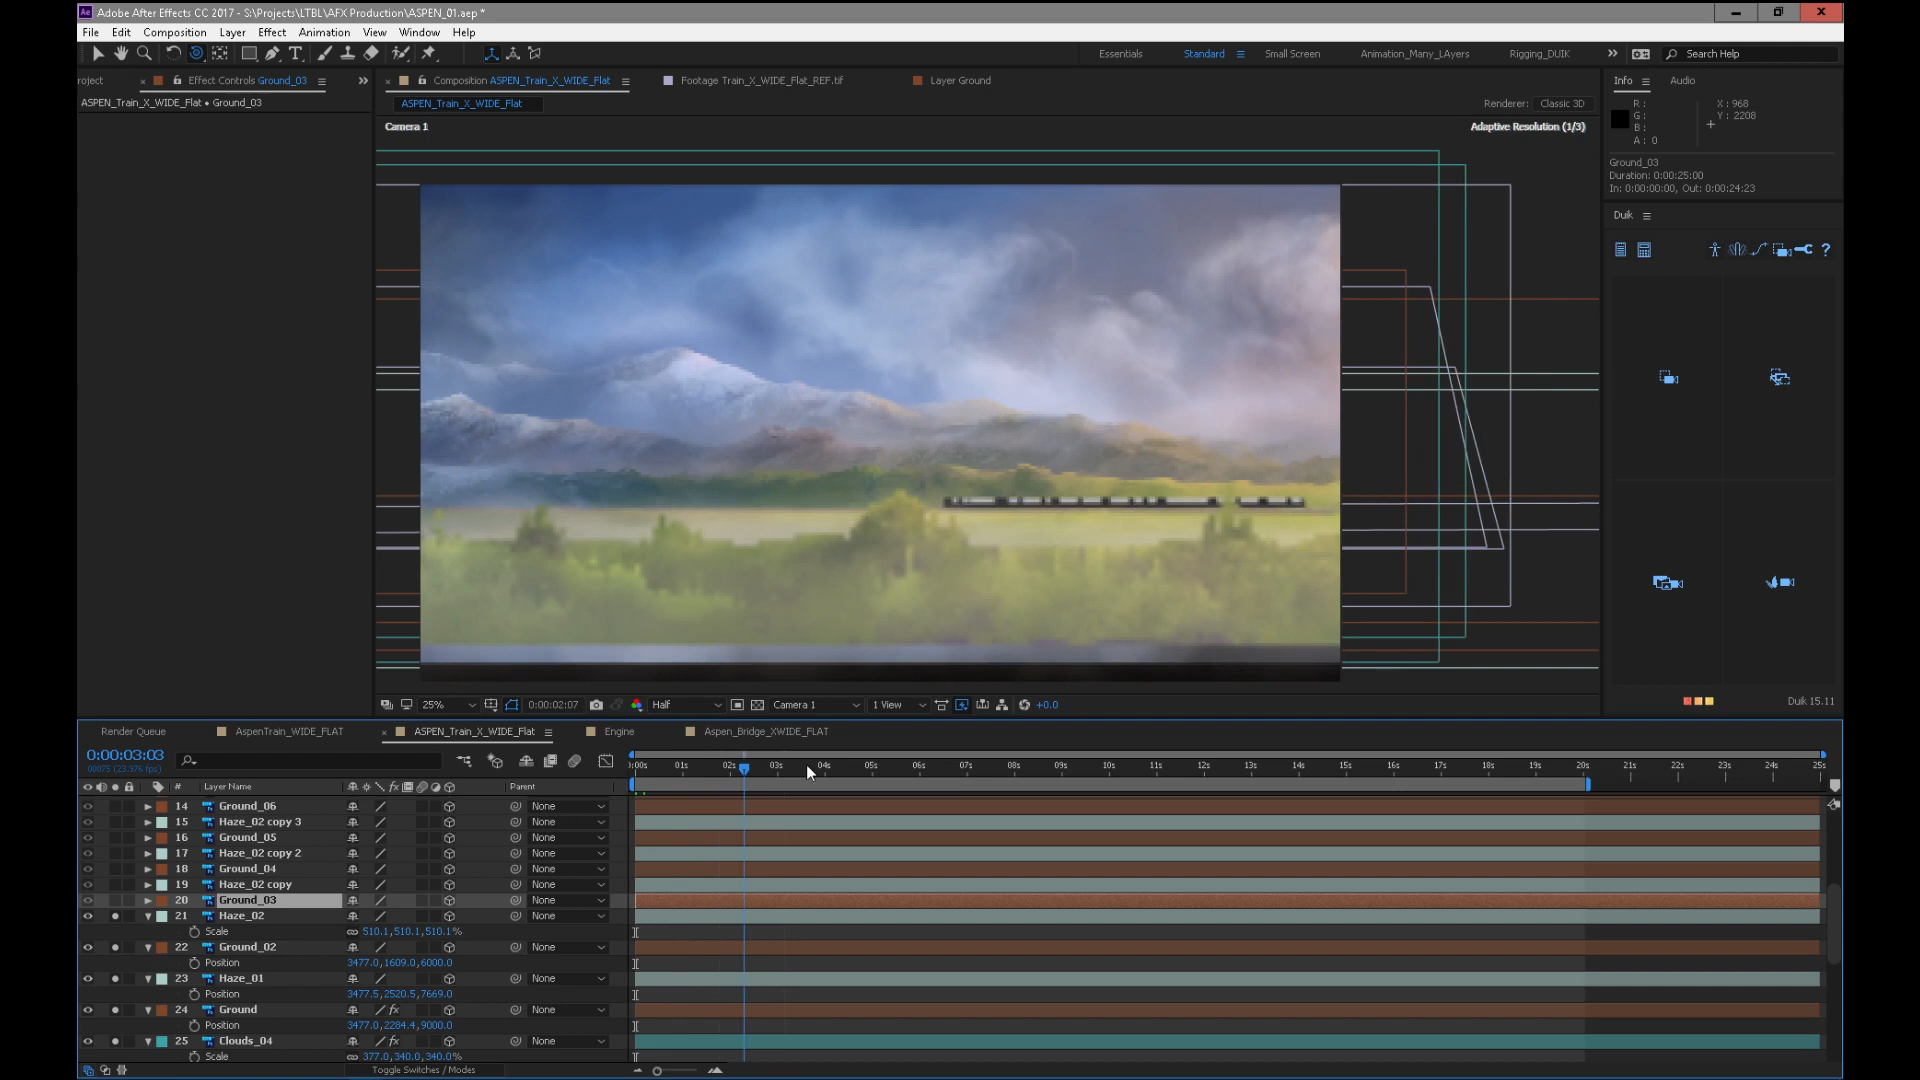 Adobe After Effects CC 2017 - S:\Projects\LTBL\AFX Production\ASPEN_01.aep *
File Edit Composition Layer Effect Animation View Window Help
Essentials Standard Small Screen Animation_Many_LAyers Rigging_DUIK Search Help
roject Effect Controls Ground_03 Composition ASPEN_Train_X_WIDE_Flat Footage Train_X_WIDE_Flat_REF.tif Layer Ground Info Audio
ASPEN_Train_X_WIDE_Flat • Ground_03 ASPEN_Train_X_WIDE_Flat Renderer: Classic 3D
R: X: 968
G: Y: 2208
B:
A: 0
Camera 1 Adaptive Resolution (1/3)
Ground_03
Duration: 0:00:25:00
In: 0:00:00:00, Out: 0:00:24:23
Duik
?
25% 0:00:02:07 Half Camera 1 1 View +0.0 Duik 15.11
Render Queue AspenTrain_WIDE_FLAT ASPEN_Train_X_WIDE_Flat Engine Aspen_Bridge_XWIDE_FLAT
0:00:03:03
00075 (23.976 fps)
:00s 01s 02s 03s 04s 05s 06s 07s 08s 09s 10s 11s 12s 13s 14s 15s 16s 17s 18s 19s 20s 21s 22s 23s 24s 25s
# Layer Name fx Parent
14 Ground_06 None
15 Haze_02 copy 3 None
16 Ground_05 None
17 Haze_02 copy 2 None
18 Ground_04 None
19 Haze_02 copy None
20 Ground_03 None
21 Haze_02 None
Scale 510.1,510.1,510.1%
22 Ground_02 None
Position 3477.0,1609.0,6000.0
23 Haze_01 None
Position 3477.5,2520.5,7669.0
24 Ground fx None
Position 3477.0,2284.4,9000.0
25 Clouds_04 fx None
Scale 377.0,340.0,340.0%
Toggle Switches / Modes